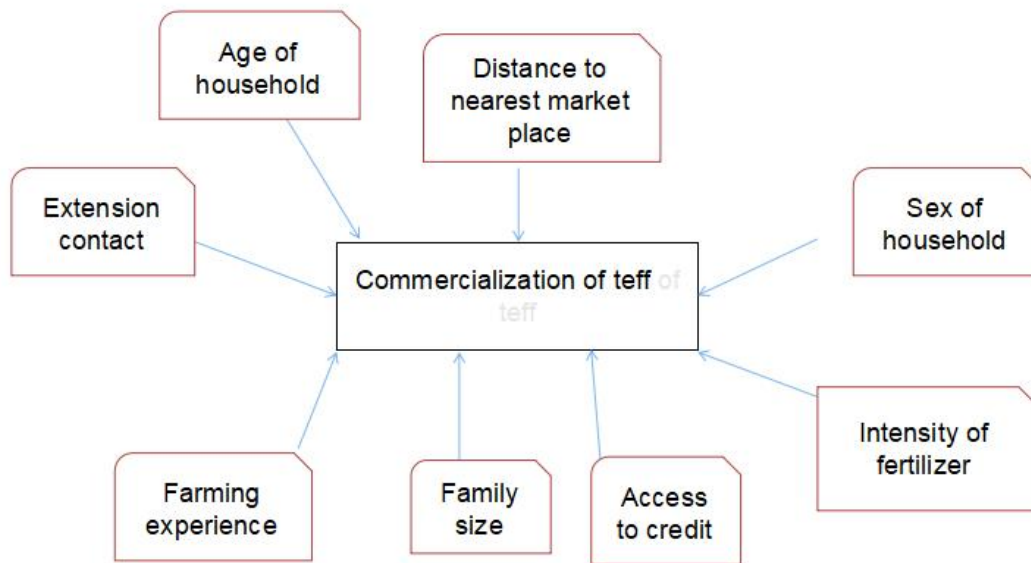 Age of
household
Distance to
nearest market
place
Extension
contact
Sex of
household
Commercialization of teff of
teff
Intensity of
fertilizer
Farming
experience
Family
size
Access
to credit